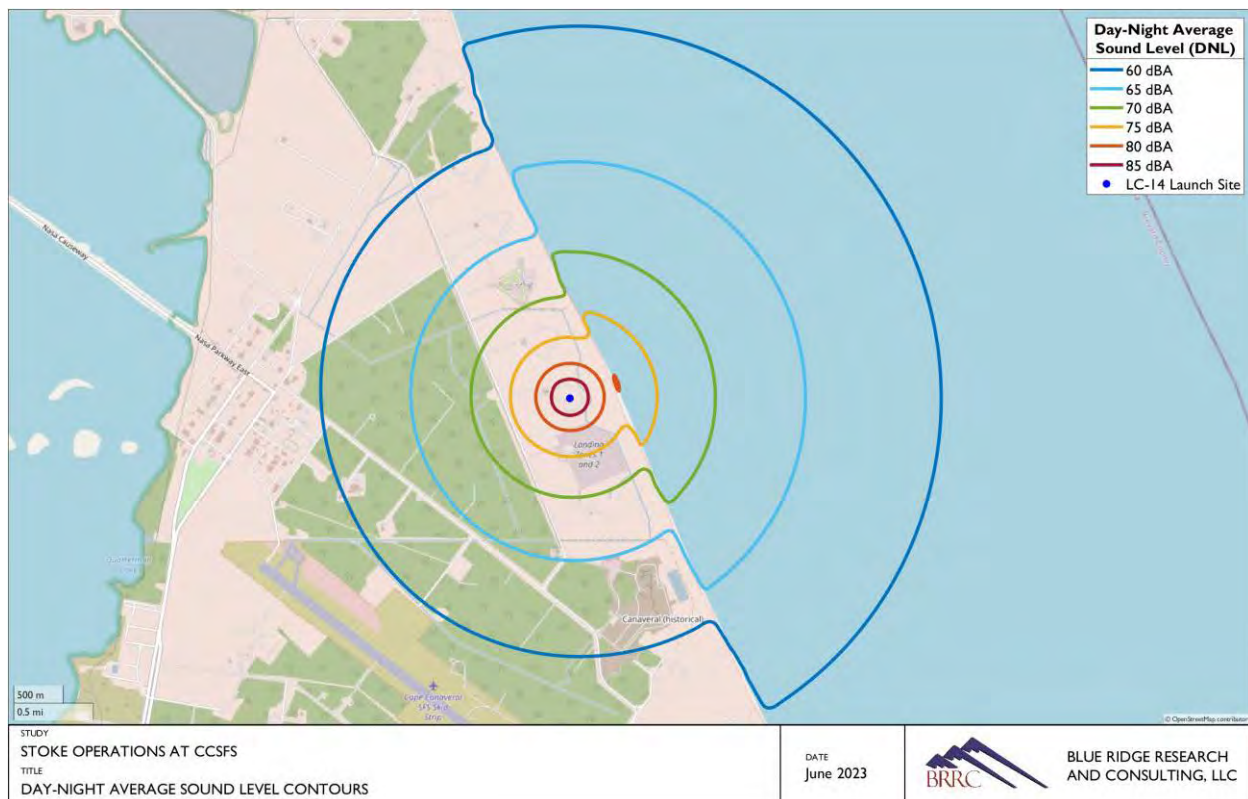 Day-Night Average
Sound Level (DNL)
60 dBA
65 dBA
70 dBA
75 dBA
80 dBA
85 dBA
LC-14 Launch Site
Nasa Causeway
Nasa Parkway East
Landing
Zones 1
and 2
Canaveral (historical)
Cape Canaveral
SFS Skid
Strip
500 m
0.5 mi
© OpenStreetMap contributors
STUDY
STOKE OPERATIONS AT CCSFS
TITLE
DAY-NIGHT AVERAGE SOUND LEVEL CONTOURS
DATE
June 2023
BRRC
BLUE RIDGE RESEARCH
AND CONSULTING, LLC